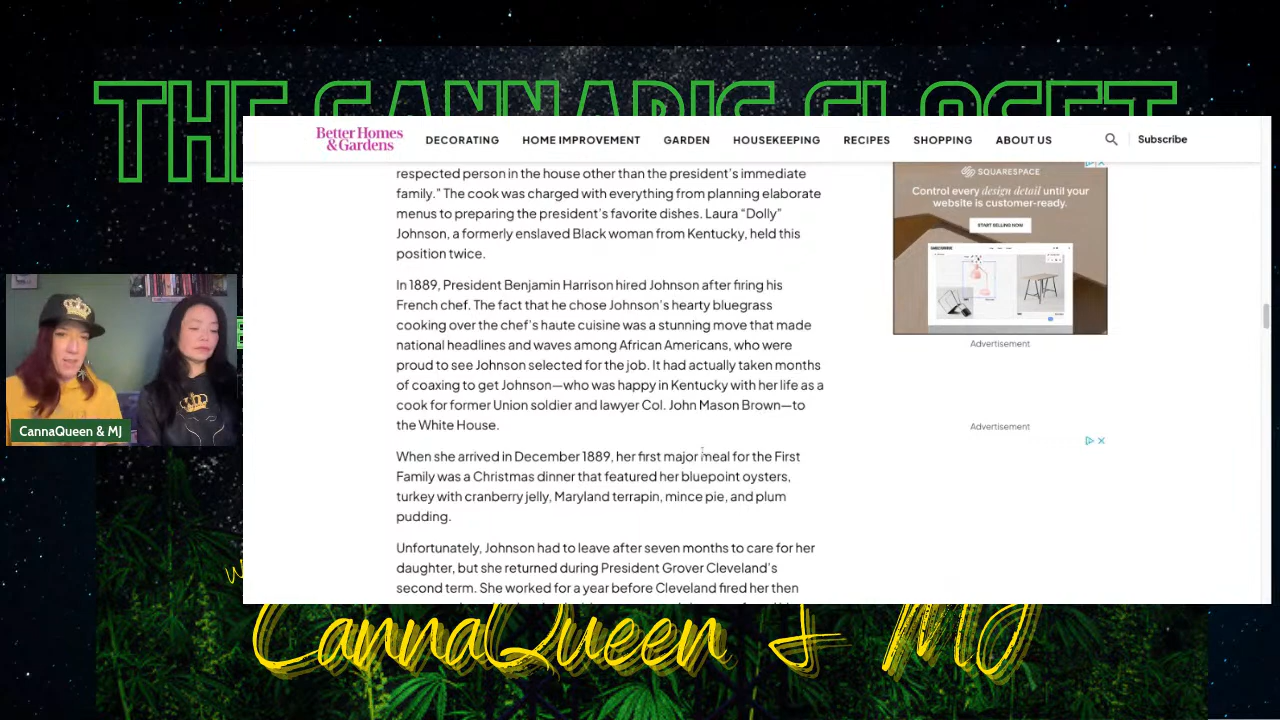 THE CANNABIS CLOSET
Better Homes
& Gardens
DECORATING
HOME IMPROVEMENT
GARDEN
HOUSEKEEPING
RECIPES
SHOPPING
ABOUT US
Subscribe
respected person in the house other than the president’s immediate
family.” The cook was charged with everything from planning elaborate
menus to preparing the president’s favorite dishes. Laura “Dolly”
Johnson, a formerly enslaved Black woman from Kentucky, held this
position twice.
In 1889, President Benjamin Harrison hired Johnson after firing his
French chef. The fact that he chose Johnson’s hearty bluegrass
cooking over the chef’s haute cuisine was a stunning move that made
national headlines and waves among African Americans, who were
proud to see Johnson selected for the job. It had actually taken months
of coaxing to get Johnson—who was happy in Kentucky with her life as a
cook for former Union soldier and lawyer Col. John Mason Brown—to
the White House.
When she arrived in December 1889, her first major meal for the First
Family was a Christmas dinner that featured her bluepoint oysters,
turkey with cranberry jelly, Maryland terrapin, mince pie, and plum
pudding.
Unfortunately, Johnson had to leave after seven months to care for her
daughter, but she returned during President Grover Cleveland’s
second term. She worked for a year before Cleveland fired her then
SQUARESPACE
Control every design detail until your
website is customer-ready.
START SELLING NOW
Advertisement
Advertisement
CannaQueen & MJ
CannaQueen & MJ